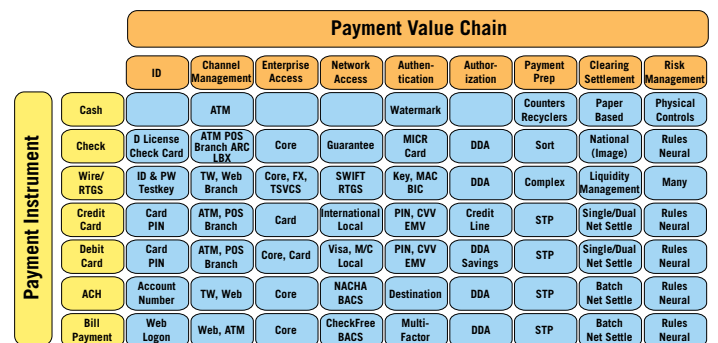 Payment Value Chain
ID
Channel
Management
Enterprise
Access
Network
Access
Authen-
tication
Author-
ization
Payment
Prep
Clearing
Settlement
Risk
Management
Payment Instrument
Cash
ATM
Watermark
Counters
Recyclers
Paper
Based
Physical
Controls
Check
D License
Check Card
ATM POS
Branch ARC
LBX
Core
Guarantee
MICR
Card
DDA
Sort
National
(Image)
Rules
Neural
Wire/
RTGS
ID & PW
Testkey
TW, Web
Branch
Core, FX,
TSVCS
SWIFT
RTGS
Key, MAC
BIC
DDA
Complex
Liquidity
Management
Many
Credit
Card
Card
PIN
ATM, POS
Branch
Card
International
Local
PIN, CVV
EMV
Credit
Line
STP
Single/Dual
Net Settle
Rules
Neural
Debit
Card
Card
PIN
ATM, POS
Branch
Core, Card
Visa, M/C
Local
PIN, CVV
EMV
DDA
Savings
STP
Single/Dual
Net Settle
Rules
Neural
ACH
Account
Number
TW, Web
Core
NACHA
BACS
Destination
DDA
STP
Batch
Net Settle
Rules
Neural
Bill
Payment
Web
Logon
Web, ATM
Core
CheckFree
BACS
Multi-
Factor
DDA
STP
Batch
Net Settle
Rules
Neural